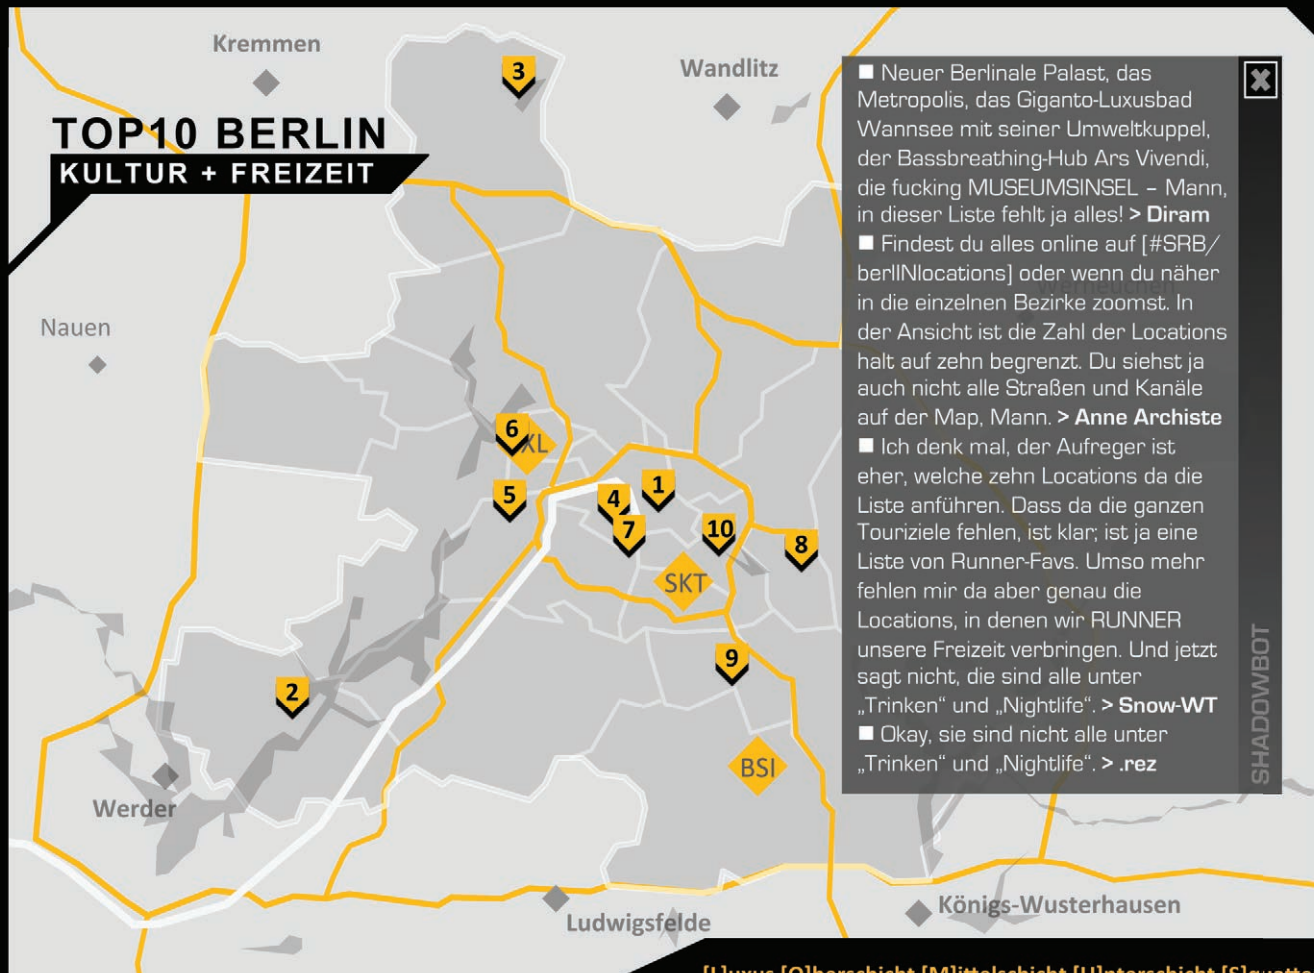 Kremmen
Wandlitz
3
TOP10 BERLIN
KULTUR + FREIZEIT
Nauen
6
XL
5
4
1
7
10
8
SKT
9
2
BSI
Werder
Ludwigsfelde
Königs-Wusterhausen
Werneuchen
■ Neuer Berlinale Palast, das
Metropolis, das Giganto-Luxusbad
Wannsee mit seiner Umweltkuppel,
der Bassbreathing-Hub Ars Vivendi,
die fucking MUSEUMSINSEL – Mann,
in dieser Liste fehlt ja alles! > Diram
■ Findest du alles online auf [#SRB/
berlINlocations] oder wenn du näher
in die einzelnen Bezirke zoomst. In
der Ansicht ist die Zahl der Locations
halt auf zehn begrenzt. Du siehst ja
auch nicht alle Straßen und Kanäle
auf der Map, Mann. > Anne Archiste
■ Ich denk mal, der Aufreger ist
eher, welche zehn Locations da die
Liste anführen. Dass da die ganzen
Touriziele fehlen, ist klar; ist ja eine
Liste von Runner-Favs. Umso mehr
fehlen mir da aber genau die
Locations, in denen wir RUNNER
unsere Freizeit verbringen. Und jetzt
sagt nicht, die sind alle unter
„Trinken“ und „Nightlife“. > Snow-WT
■ Okay, sie sind nicht alle unter
„Trinken“ und „Nightlife“. > .rez
X
SHADOWBOT
[L]uxus [O]berschicht [M]ittelschicht [U]nterschicht